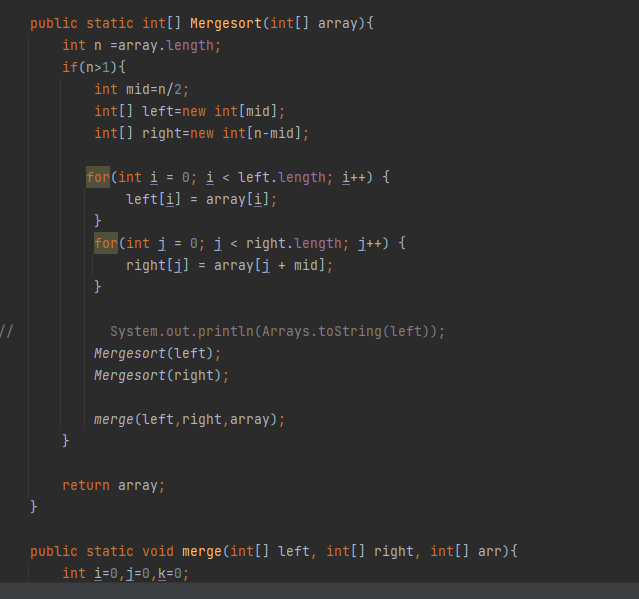 public static int[] Mergesort(int[] array){
    int n =array.length;
    if(n>1){
        int mid=n/2;
        int[] left=new int[mid];
        int[] right=new int[n-mid];
       for(int i = 0; i < left.length; i++) {
            left[i] = array[i];
        }
        for(int j = 0; j < right.length; j++) {
            right[j] = array[j + mid];
        }
//            System.out.println(Arrays.toString(left));
        Mergesort(left);
        Mergesort(right);
        merge(left,right,array);
    }
    return array;
}
public static void merge(int[] left, int[] right, int[] arr){
    int i=0,j=0,k=0;